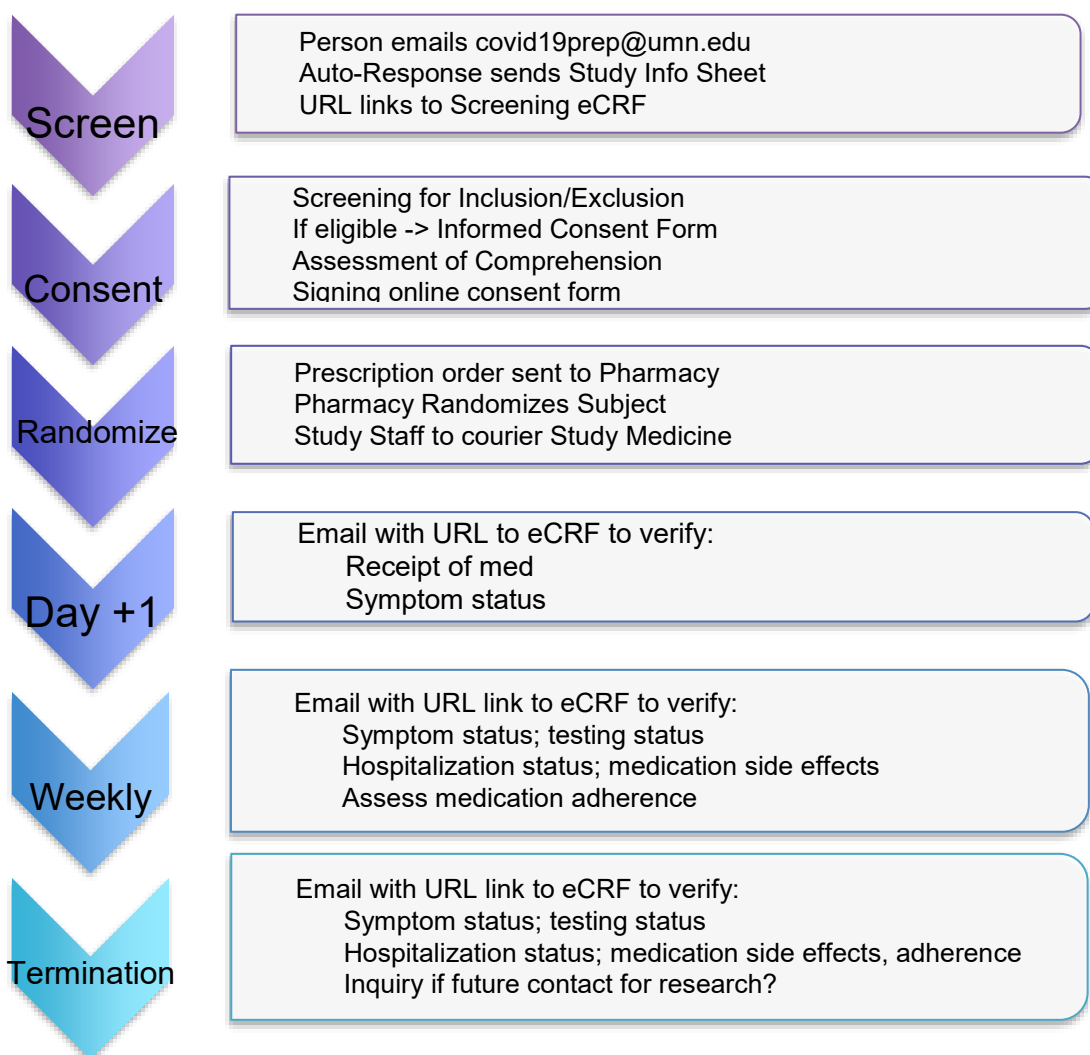 Screen
Person emails covid19prep@umn.edu
Auto-Response sends Study Info Sheet
URL links to Screening eCRF
Consent
Screening for Inclusion/Exclusion
If eligible -> Informed Consent Form
Assessment of Comprehension
Signing online consent form
Randomize
Prescription order sent to Pharmacy
Pharmacy Randomizes Subject
Study Staff to courier Study Medicine
Day +1
Email with URL to eCRF to verify:
Receipt of med
Symptom status
Weekly
Email with URL link to eCRF to verify:
Symptom status; testing status
Hospitalization status; medication side effects
Assess medication adherence
Termination
Email with URL link to eCRF to verify:
Symptom status; testing status
Hospitalization status; medication side effects, adherence
Inquiry if future contact for research?